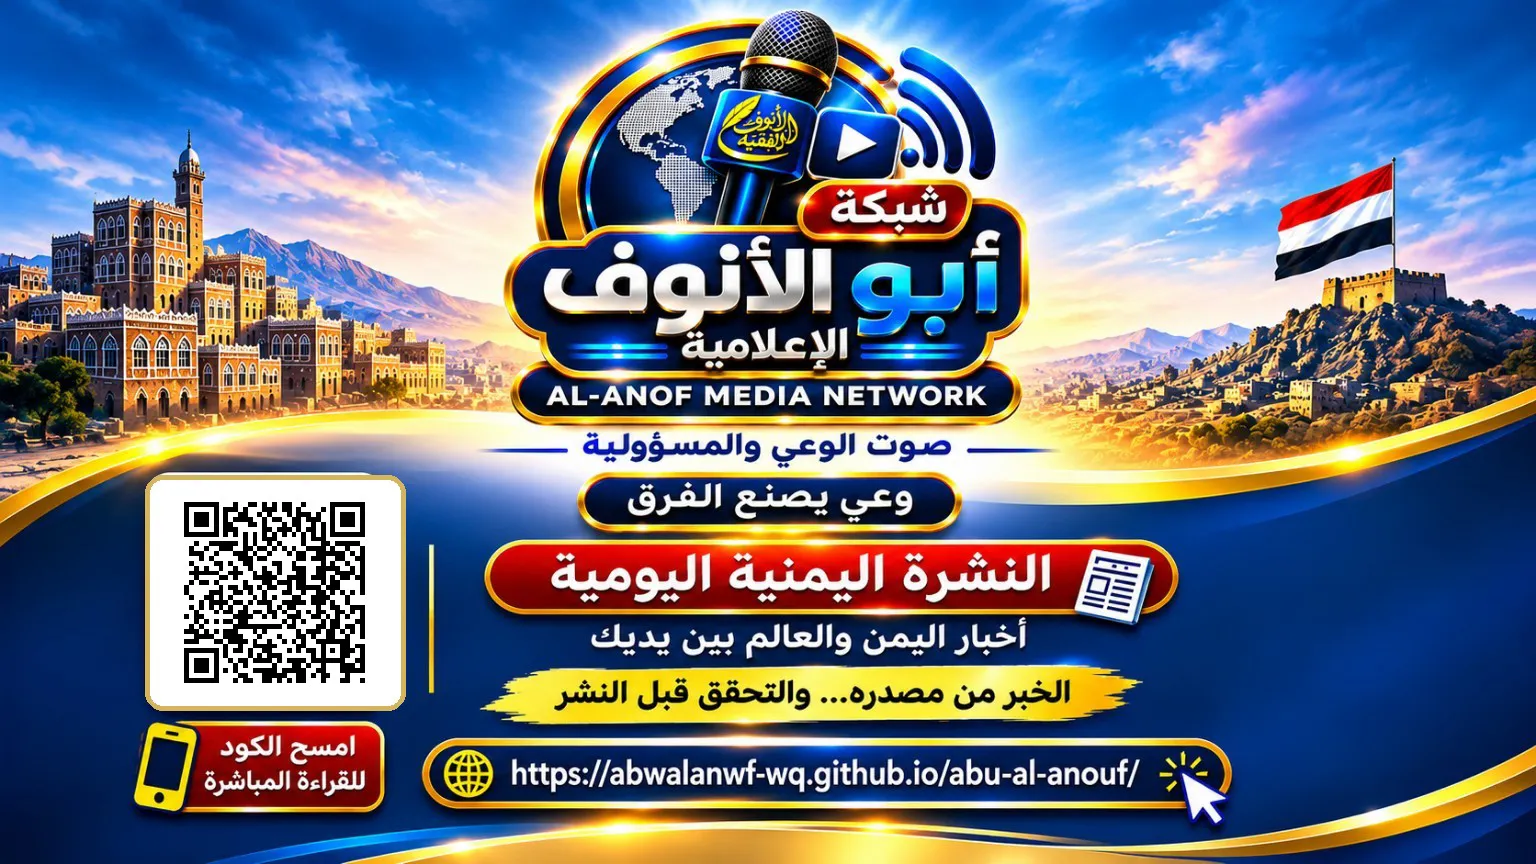 الأنوف
الفقيه
شبكة
أبو الأنوف
الإعلامية
AL-ANOF MEDIA NETWORK
صوت الوعي والمسؤولية
وعي يصنع الفرق
النشرة اليمنية اليومية
أخبار اليمن والعالم بين يديك
الخبر من مصدره... والتحقق قبل النشر
امسح الكود
للقراءة المباشرة
https://abwalanwf-wq.github.io/abu-al-anouf/